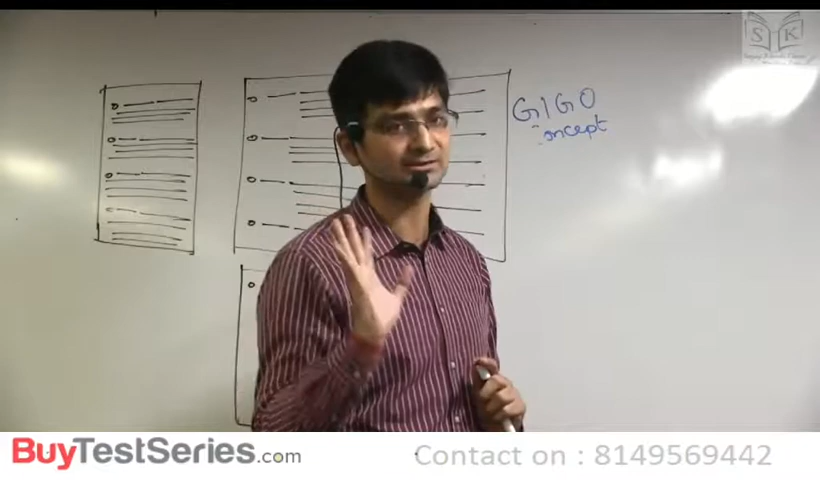 S K
GIGO
concept
BuyTestSeries.com
Contact on : 8149569442